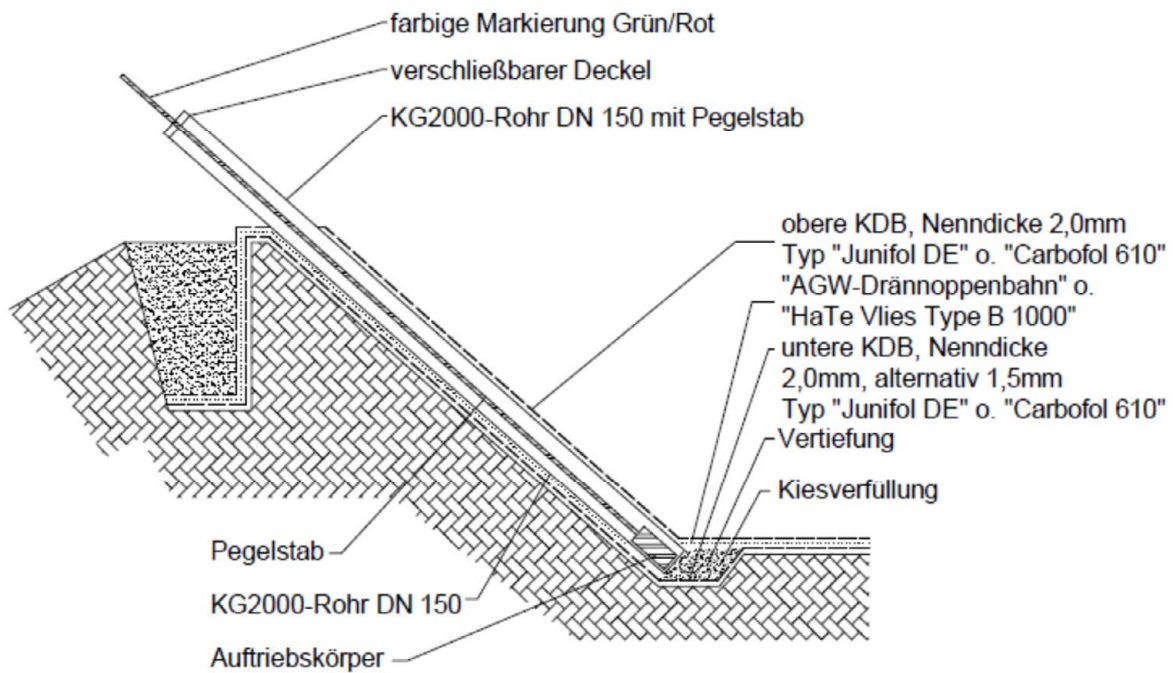 farbige Markierung Grün/Rot
verschließbarer Deckel
KG2000-Rohr DN 150 mit Pegelstab
obere KDB, Nenndicke 2,0mm
Typ "Junifol DE" o. "Carbofol 610"
"AGW-Drännoppenbahn" o.
"HaTe Vlies Type B 1000"
untere KDB, Nenndicke
2,0mm, alternativ 1,5mm
Typ "Junifol DE" o. "Carbofol 610"
Vertiefung
Kiesverfüllung
Pegelstab
KG2000-Rohr DN 150
Auftriebskörper